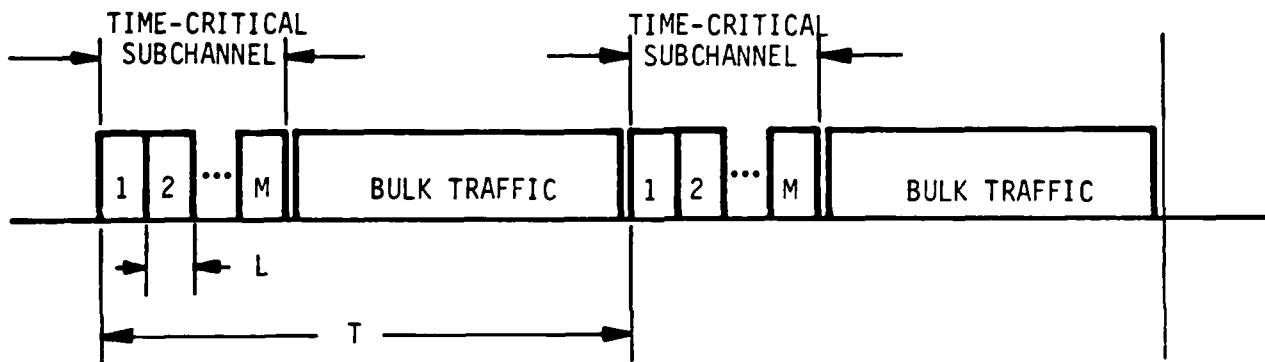 TIME-CRITICAL
SUBCHANNEL
TIME-CRITICAL
SUBCHANNEL
1 2 ... M BULK TRAFFIC 1 2 ... M BULK TRAFFIC
L
T